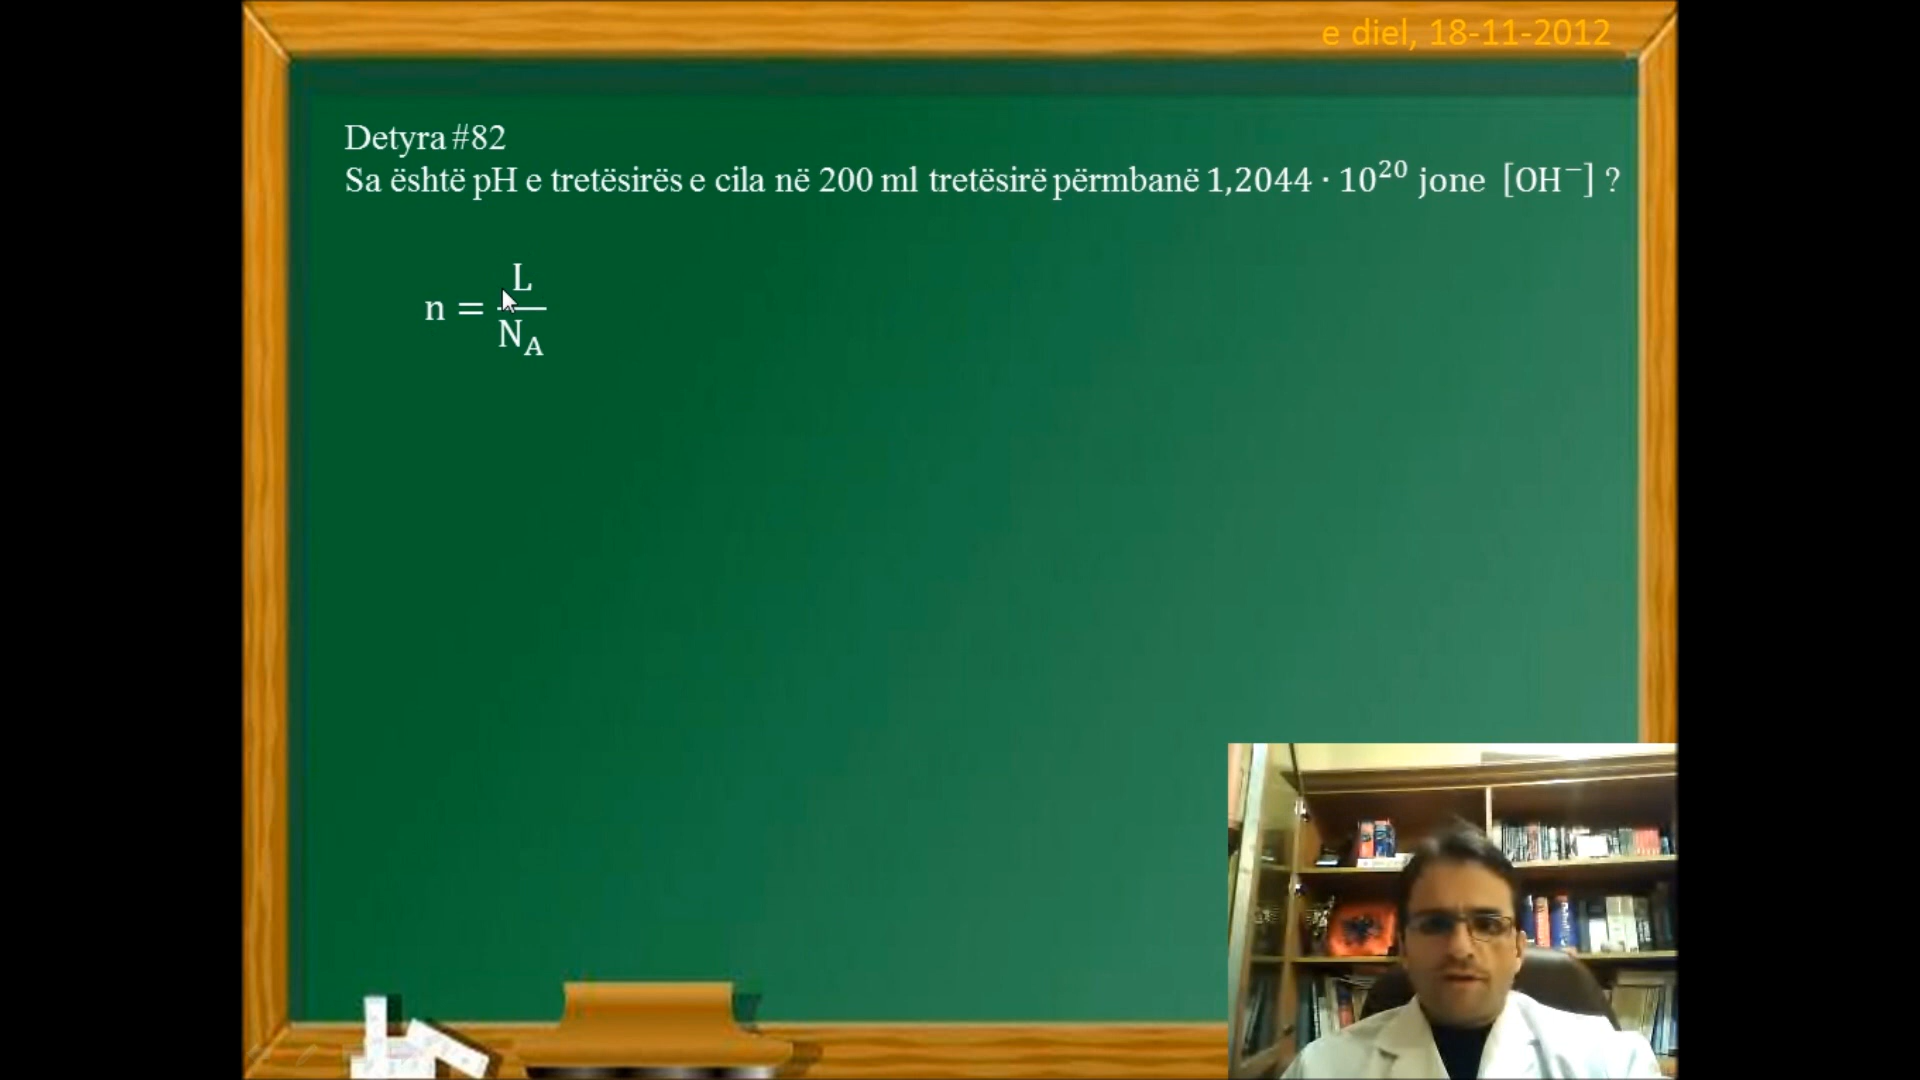 e diel, 18-11-2012
Detyra #82
Sa është pH e tretësirës e cila në 200 ml tretësirë përmbanë 1,2044 · 10²⁰ jone [OH⁻] ?
n = L / N_A